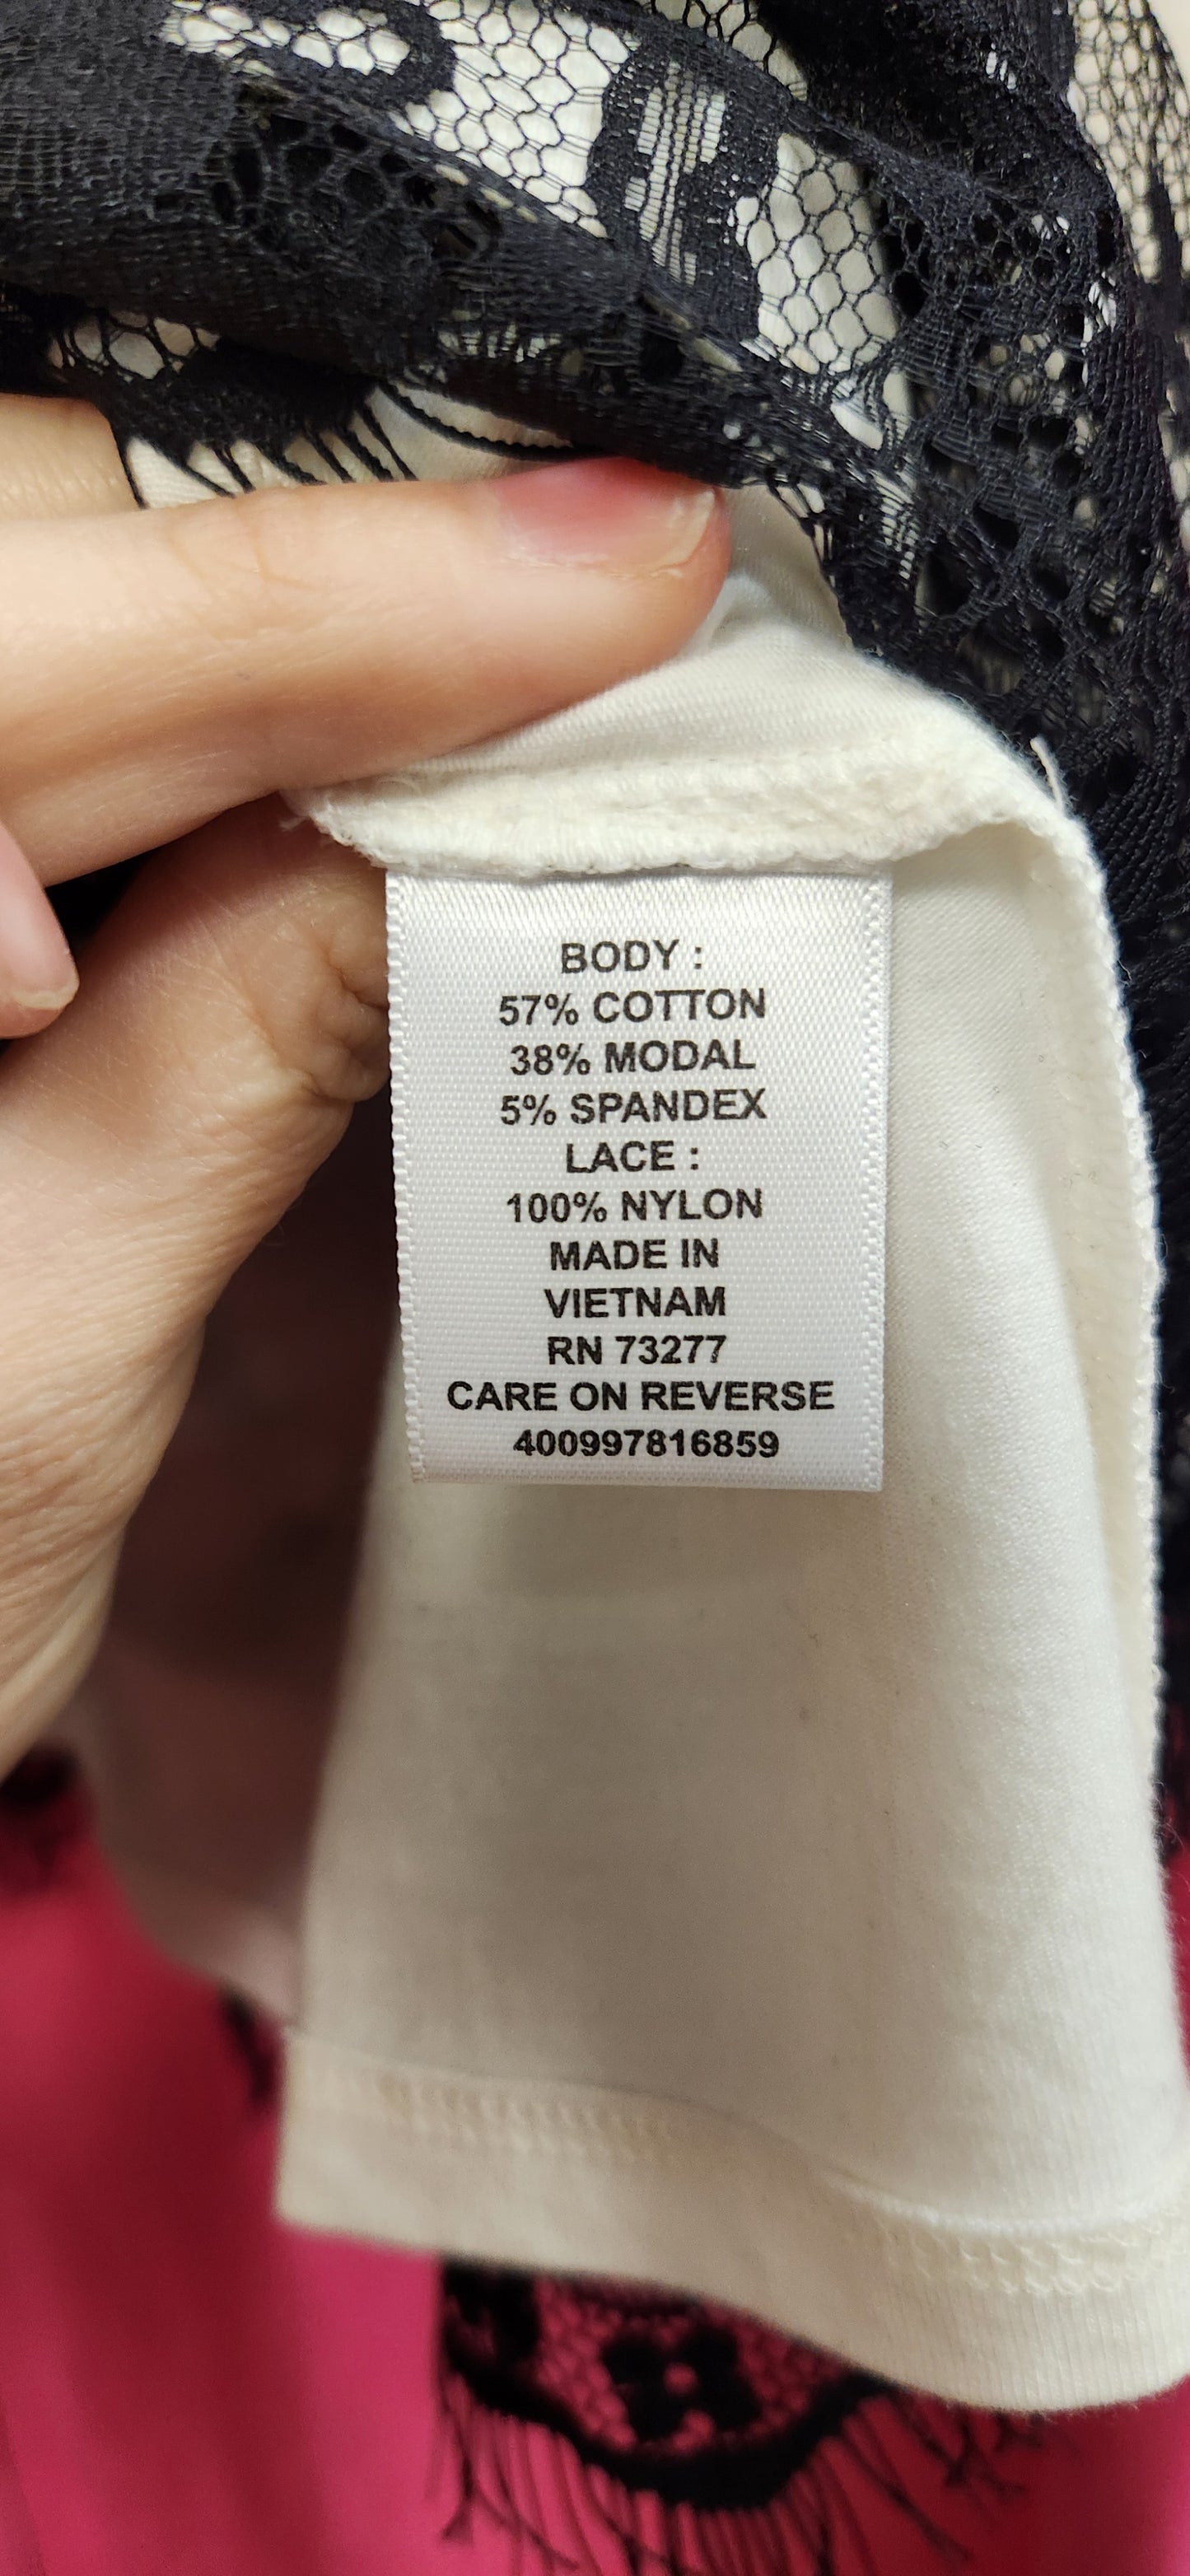 BODY :
57% COTTON
38% MODAL
5% SPANDEX
LACE :
100% NYLON
MADE IN
VIETNAM
RN 73277
CARE ON REVERSE
400997816859